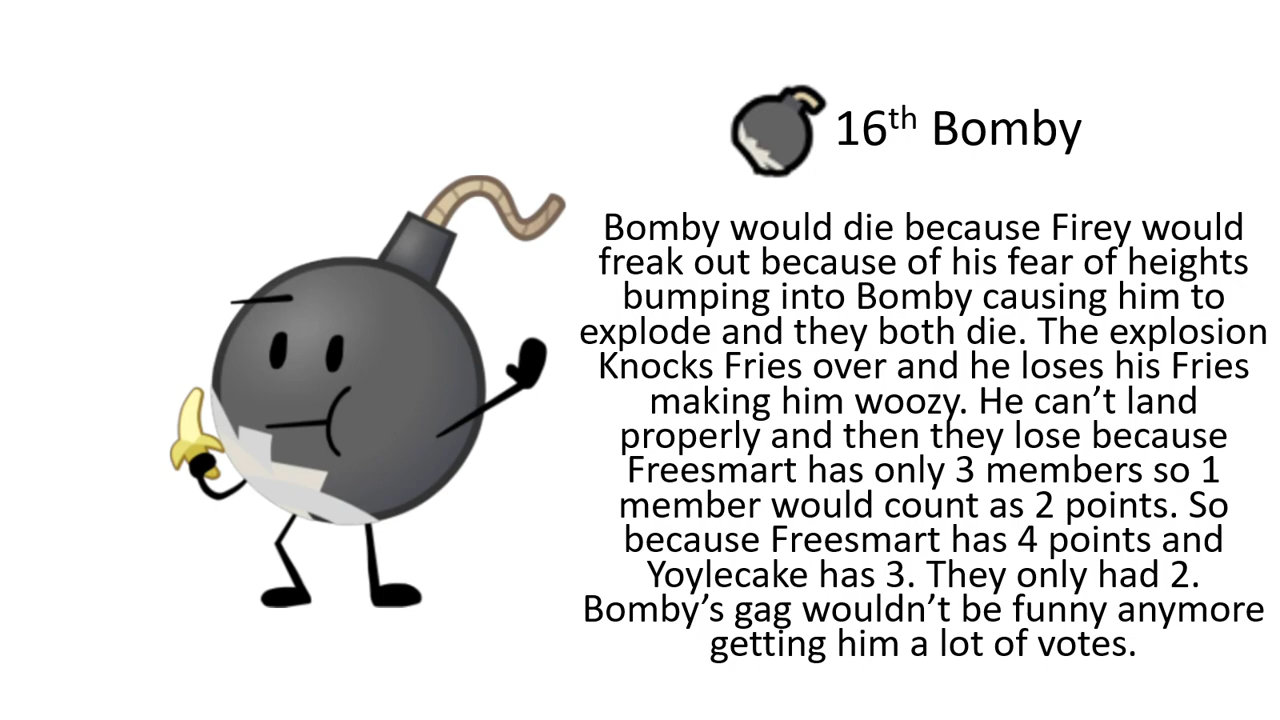 16th Bomby
Bomby would die because Firey would
freak out because of his fear of heights
bumping into Bomby causing him to
explode and they both die. The explosion
Knocks Fries over and he loses his Fries
making him woozy. He can’t land
properly and then they lose because
Freesmart has only 3 members so 1
member would count as 2 points. So
because Freesmart has 4 points and
Yoylecake has 3. They only had 2.
Bomby’s gag wouldn’t be funny anymore
getting him a lot of votes.